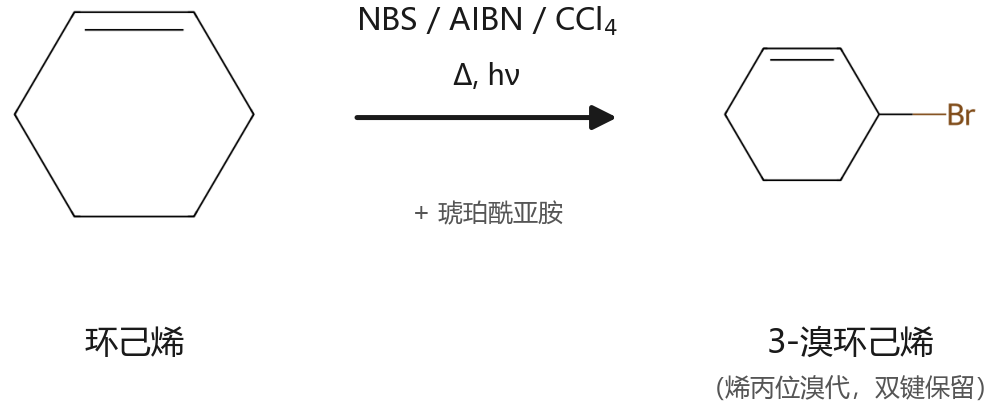 NBS / AIBN / CCl₄
Δ, hν
Br
+ 琥珀酰亚胺
环己烯
3-溴环己烯
(烯丙位溴代，双键保留)